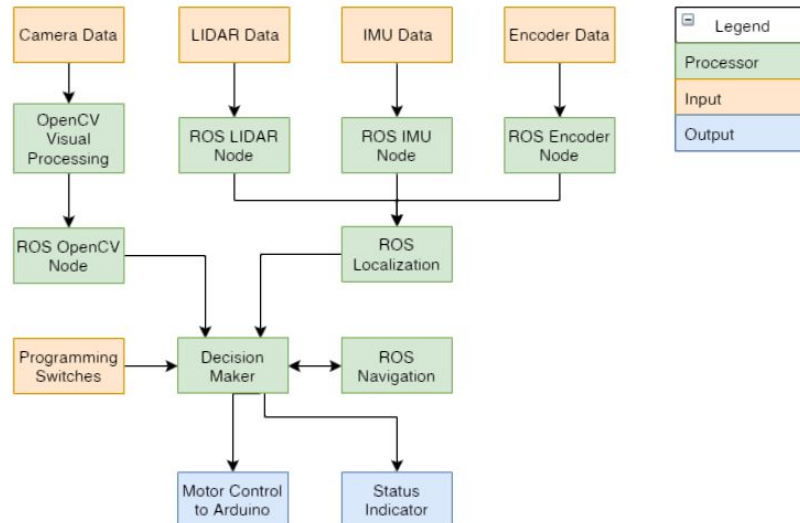 Camera Data
LIDAR Data
IMU Data
Encoder Data
Legend
Processor
Input
Output
OpenCV
Visual
Processing
ROS LIDAR
Node
ROS IMU
Node
ROS Encoder
Node
ROS OpenCV
Node
ROS
Localization
Programming
Switches
Decision
Maker
ROS
Navigation
Motor Control
to Arduino
Status
Indicator